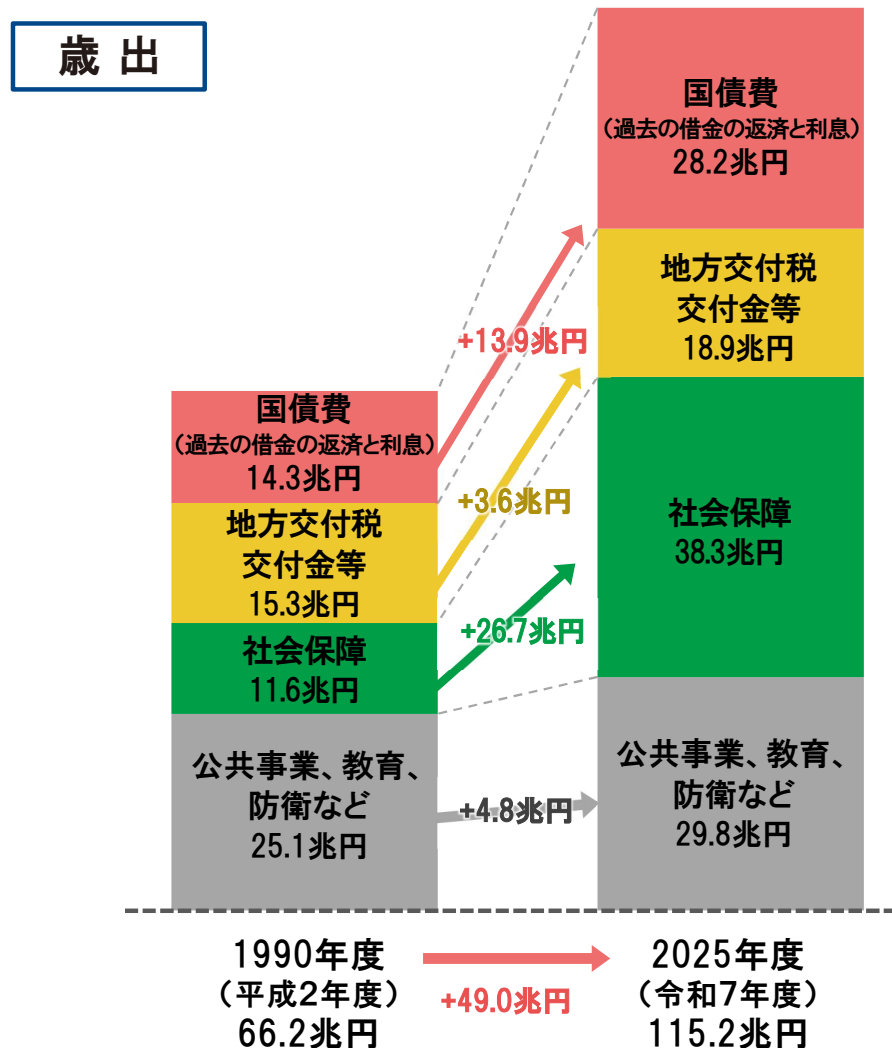 歳出
国債費
（過去の借金の返済と利息）
28.2兆円
地方交付税
交付金等
18.9兆円
社会保障
38.3兆円
公共事業、教育、
防衛など
29.8兆円
+13.9兆円
+3.6兆円
+26.7兆円
+4.8兆円
国債費
（過去の借金の返済と利息）
14.3兆円
地方交付税
交付金等
15.3兆円
社会保障
11.6兆円
公共事業、教育、
防衛など
25.1兆円
1990年度
（平成2年度）
66.2兆円
+49.0兆円
2025年度
（令和7年度）
115.2兆円